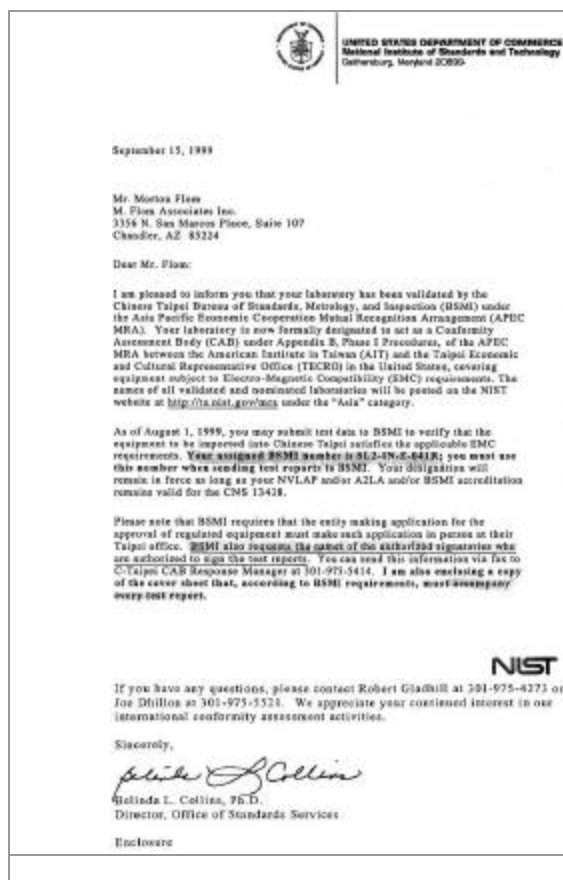 UNITED STATES DEPARTMENT OF COMMERCE
National Institute of Standards and Technology
Gaithersburg, Maryland 20899-
September 15, 1999
Mr. Morton Flom
M. Flom Associates Inc.
3356 N. San Marcos Place, Suite 107
Chandler, AZ 85224
Dear Mr. Flom:
I am pleased to inform you that your laboratory has been validated by the
Chinese Taipei Bureau of Standards, Metrology, and Inspection (BSMI) under
the Asia Pacific Economic Cooperation Mutual Recognition Arrangement (APEC
MRA). Your laboratory is now formally designated to act as a Conformity
Assessment Body (CAB) under Appendix B, Phase I Procedures, of the APEC
MRA between the American Institute in Taiwan (AIT) and the Taipei Economic
and Cultural Representative Office (TECRO) in the United States, covering
equipment subject to Electro-Magnetic Compatibility (EMC) requirements. The
names of all validated and nominated laboratories will be posted on the NIST
website at http://ts.nist.gov/mra under the "Asia" category.
As of August 1, 1999, you may submit test data to BSMI to verify that the
equipment to be imported into Chinese Taipei satisfies the applicable EMC
requirements. Your assigned BSMI number is SL2-IN-E-041R; you must use
this number when sending test reports to BSMI. Your designation will
remain in force as long as your NVLAP and/or A2LA and/or BSMI accreditation
remains valid for the CNS 13438.
Please note that BSMI requires that the entity making application for the
approval of regulated equipment must make such application in person at their
Taipei office. BSMI also requests the names of the authorized signatories who
are authorized to sign the test reports. You can send this information via fax to
C-Taipei CAB Response Manager at 301-975-5414. I am also enclosing a copy
of the cover sheet that, according to BSMI requirements, must accompany
every test report.
NIST
If you have any questions, please contact Robert Gladhill at 301-975-4273 or
Joe Dhillon at 301-975-5521. We appreciate your continued interest in our
international conformity assessment activities.
Sincerely,
Belinda L Collins
Belinda L. Collins, Ph.D.
Director, Office of Standards Services
Enclosure